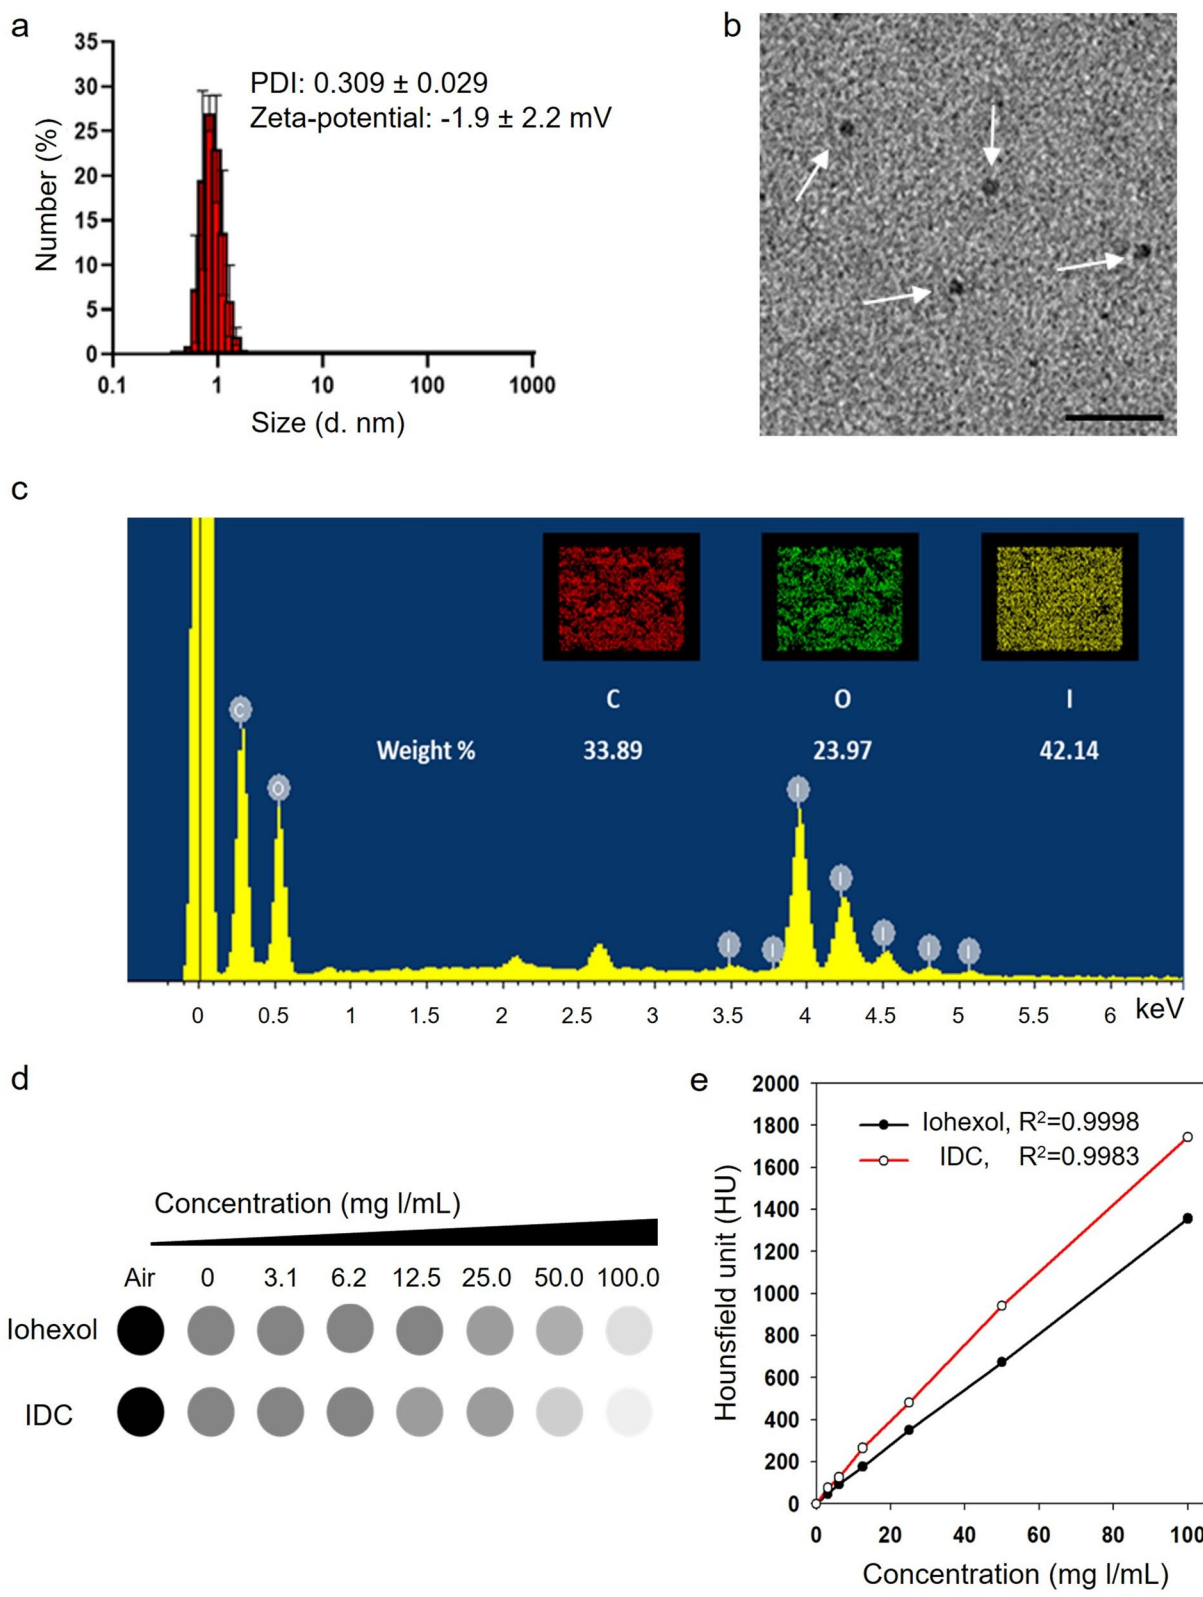 a
35
30
25
20
15
10
5
0
Number (%)
PDI: 0.309 ± 0.029
Zeta-potential: -1.9 ± 2.2 mV
0.1 1 10 100 1000
Size (d. nm)
b
c
C O I
Weight % 33.89 23.97 42.14
C
O
I
I
I
I
I
I
I
0 0.5 1 1.5 2 2.5 3 3.5 4 4.5 5 5.5 6 keV
d
Concentration (mg I/mL)
Air 0 3.1 6.2 12.5 25.0 50.0 100.0
Iohexol
IDC
e
2000
1800
1600
1400
1200
1000
800
600
400
200
0
Hounsfield unit (HU)
Iohexol, R²=0.9998
IDC, R²=0.9983
0 20 40 60 80 100
Concentration (mg I/mL)